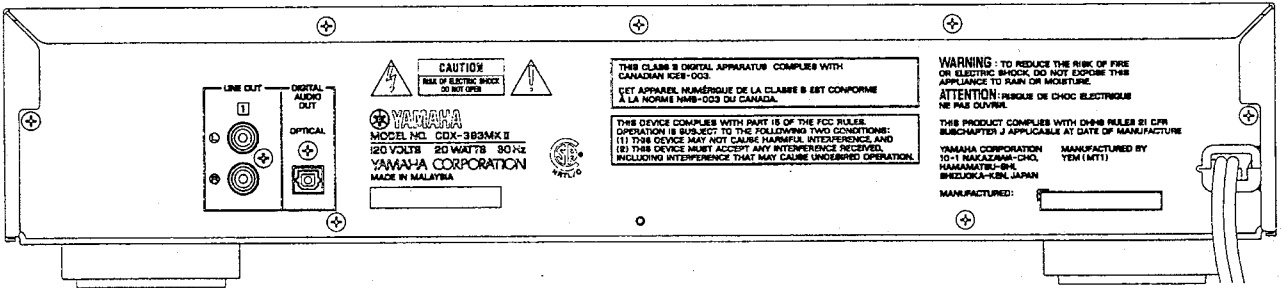 LINE OUT
1
L
R
DIGITAL
AUDIO
OUT
OPTICAL
CAUTION
RISK OF ELECTRIC SHOCK
DO NOT OPEN
YAMAHA
MODEL NO. CDX-393MK II
120 VOLTS 20 WATTS 60 Hz
YAMAHA CORPORATION
MADE IN MALAYSIA
NRTL/C
THIS CLASS B DIGITAL APPARATUS COMPLIES WITH
CANADIAN ICES-003.
CET APPAREIL NUMÉRIQUE DE LA CLASSE B EST CONFORME
À LA NORME NMB-003 DU CANADA.
THIS DEVICE COMPLIES WITH PART 15 OF THE FCC RULES.
OPERATION IS SUBJECT TO THE FOLLOWING TWO CONDITIONS:
(1) THIS DEVICE MAY NOT CAUSE HARMFUL INTERFERENCE, AND
(2) THIS DEVICE MUST ACCEPT ANY INTERFERENCE RECEIVED,
INCLUDING INTERFERENCE THAT MAY CAUSE UNDESIRED OPERATION.
WARNING : TO REDUCE THE RISK OF FIRE
OR ELECTRIC SHOCK, DO NOT EXPOSE THIS
APPLIANCE TO RAIN OR MOISTURE.
ATTENTION : RISQUE DE CHOC ELECTRIQUE
NE PAS OUVRIR.
THIS PRODUCT COMPLIES WITH DHHS RULES 21 CFR
SUBCHAPTER J APPLICABLE AT DATE OF MANUFACTURE
YAMAHA CORPORATION
10-1 NAKAZAWA-CHO,
HAMAMATSU-SHI,
SHIZUOKA-KEN, JAPAN
MANUFACTURED BY
YEM (MT1)
MANUFACTURED: